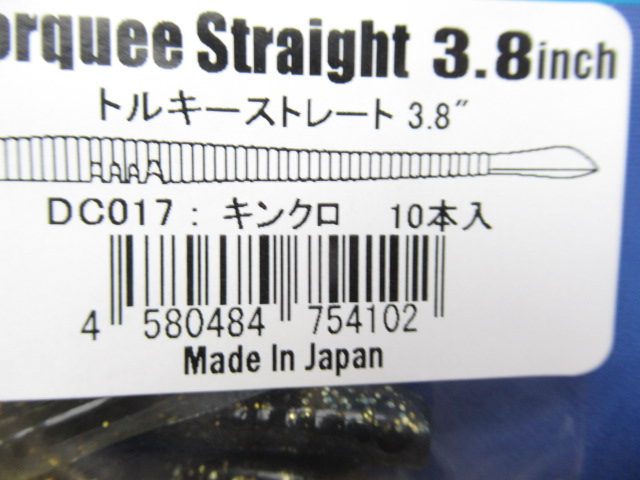 orquee Straight 3.8inch
トルキーストレート 3.8"
DC017: キンクロ 10本入
4 580484 754102
Made In Japan